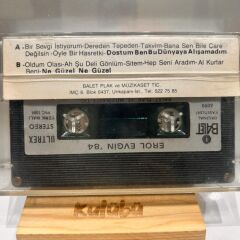 A - Bir Sevgi İstiyorum-Dereden Tepeden-Takvim-Bana Sen Bile Care
Değilsin-Öyle Bir Hasretki-Dostum Ben Bu Dünyaya Alışamadım.
B - Oldum Olası-Ah Şu Deli Gönlüm-Sitem-Hep Seni Aradım-Al Kurtar
Beni-Ne Güzel Ne Güzel
BALET PLAK ve MÜZİKASET TİC.
İMÇ 6. Blok 6437, Unkapanı-İst., Tel: 522 75 85
ULTREX
STEREO
BALET
EROL EVGİN '84
kutuba